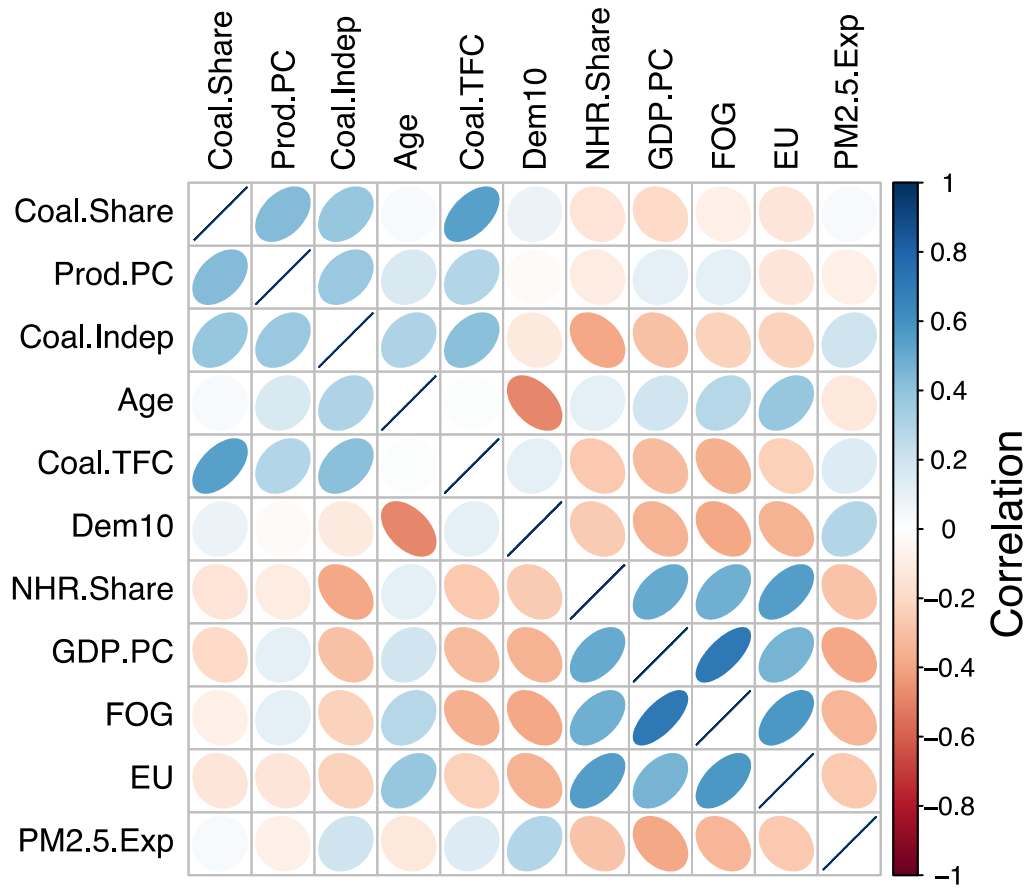 Coal.Share
Prod.PC
Coal.Indep
Age
Coal.TFC
Dem10
NHR.Share
GDP.PC
FOG
EU
PM2.5.Exp
Coal.Share
Prod.PC
Coal.Indep
Age
Coal.TFC
Dem10
NHR.Share
GDP.PC
FOG
EU
PM2.5.Exp
1
0.8
0.6
0.4
0.2
0
−0.2
−0.4
−0.6
−0.8
−1
Correlation